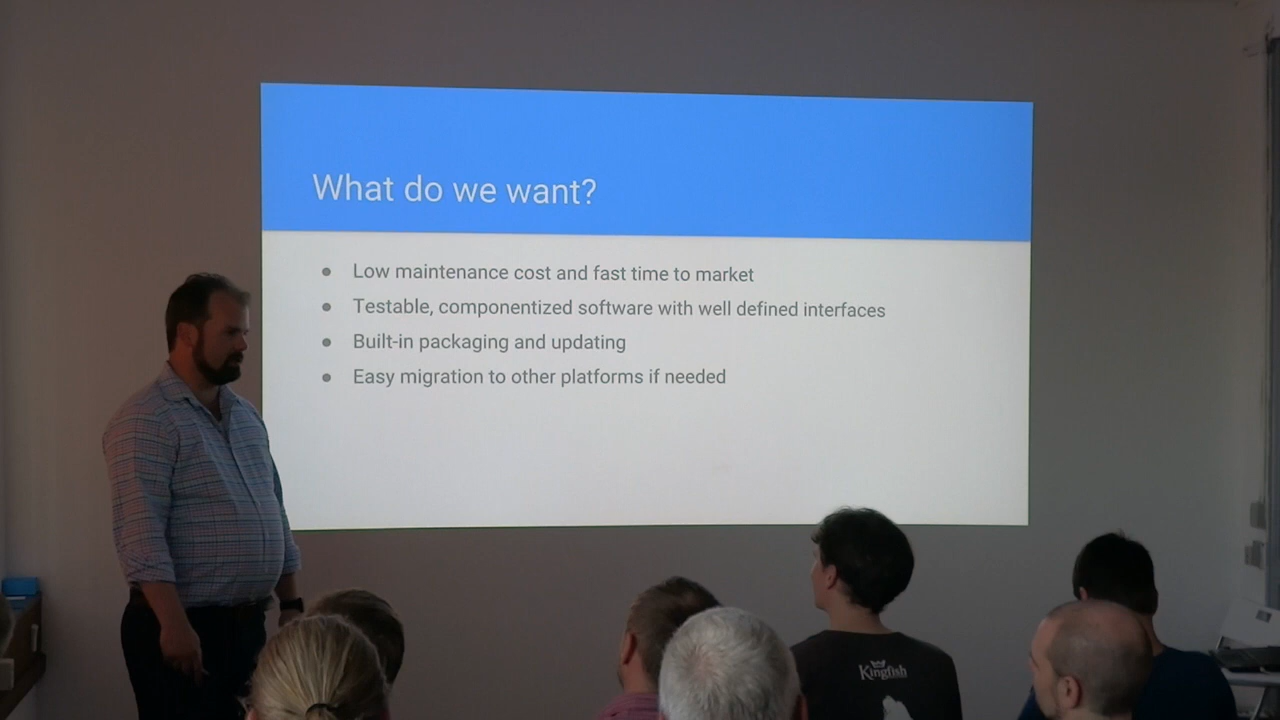 What do we want?
Low maintenance cost and fast time to market
Testable, componentized software with well defined interfaces
Built-in packaging and updating
Easy migration to other platforms if needed
Kingfish